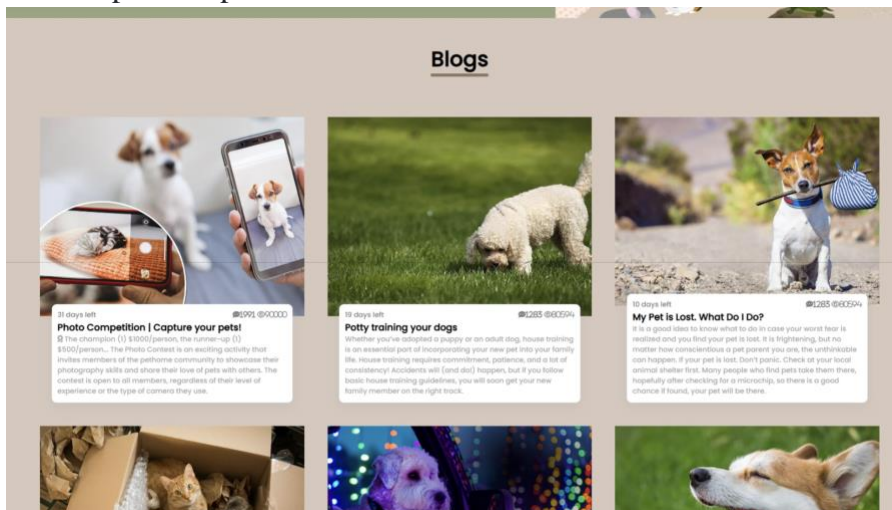 Blogs
31 days left
1991
90000
Photo Competition | Capture your pets!
The champion (1) $1000/person, the runner-up (1)
$500/person... The Photo Contest is an exciting activity that
invites members of the pethome community to showcase their
photography skills and share their love of pets with others. The
contest is open to all members, regardless of their level of
experience or the type of camera they use.
19 days left
1283
80594
Potty training your dogs
Whether you've adopted a puppy or an adult dog, house training
is an essential part of incorporating your new pet into your family
life. House training requires commitment, patience, and a lot of
consistency! Accidents will (and do!) happen, but if you follow
basic house training guidelines, you will soon get your new
family member on the right track.
10 days left
1283
80594
My Pet is Lost. What Do I Do?
It is a good idea to know what to do in case your worst fear is
realized and you find your pet is lost. It is frightening, but no
matter how conscientious a pet parent you are, the unthinkable
can happen. If your pet is lost. Don't panic. Check at your local
animal shelter first. Many people who find pets take them there,
hopefully after checking for a microchip, so there is a good
chance if found, your pet will be there.